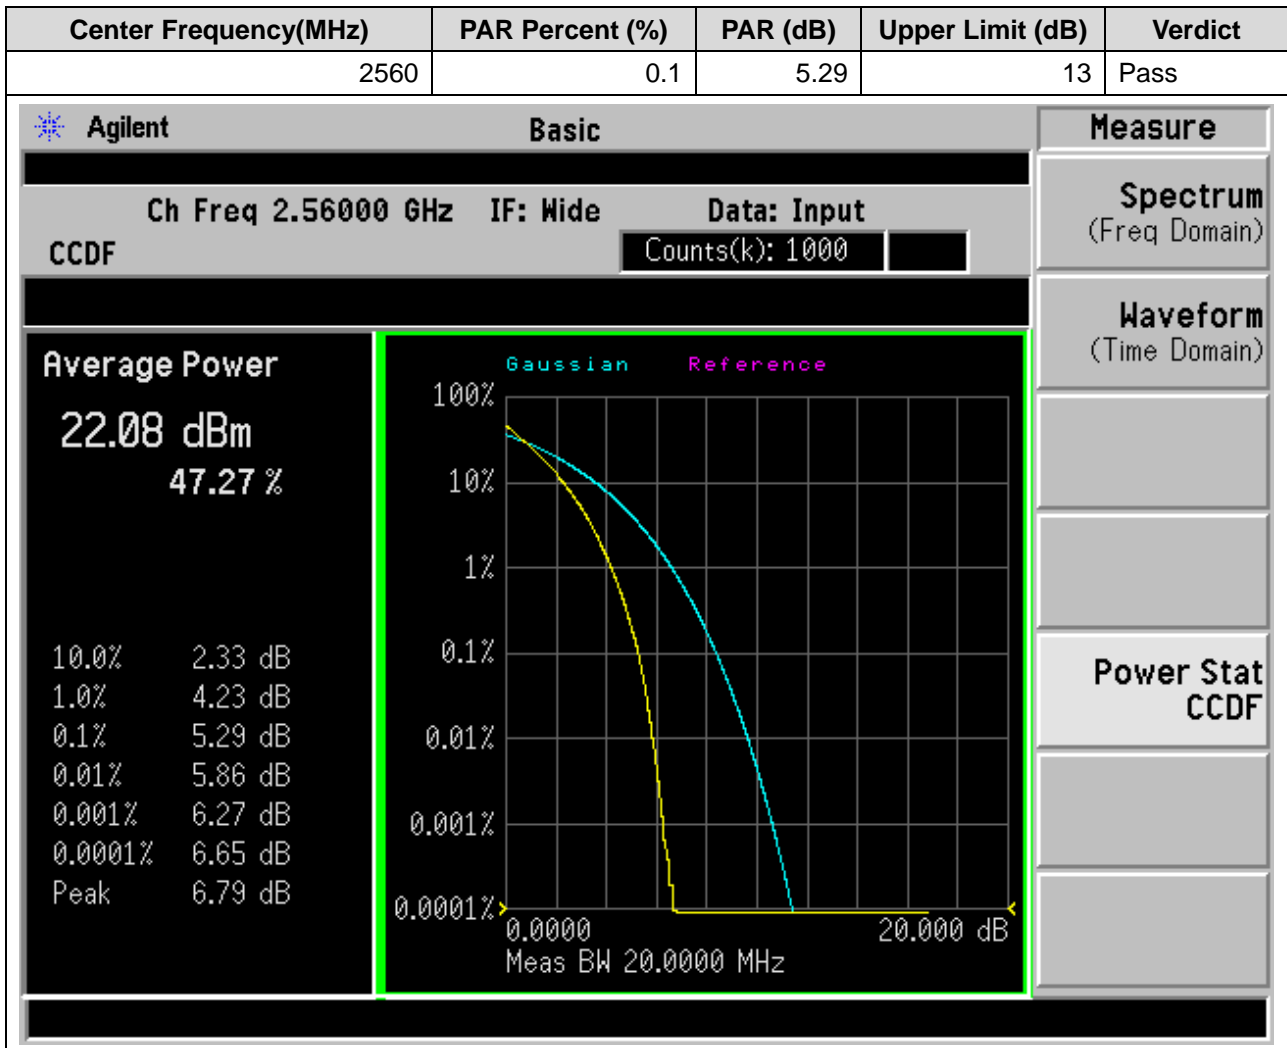 Center Frequency(MHz) PAR Percent (%) PAR (dB) Upper Limit (dB) Verdict
2560 0.1 5.29 13 Pass
Agilent Basic Measure
Ch Freq 2.56000 GHz IF: Wide Data: Input
CCDF Counts(k): 1000
Average Power
22.08 dBm
47.27 %
10.0% 2.33 dB
1.0% 4.23 dB
0.1% 5.29 dB
0.01% 5.86 dB
0.001% 6.27 dB
0.0001% 6.65 dB
Peak 6.79 dB
Gaussian Reference
100%
10%
1%
0.1%
0.01%
0.001%
0.0001%
0.0000 20.000 dB
Meas BW 20.0000 MHz
Spectrum
(Freq Domain)
Waveform
(Time Domain)
Power Stat
CCDF